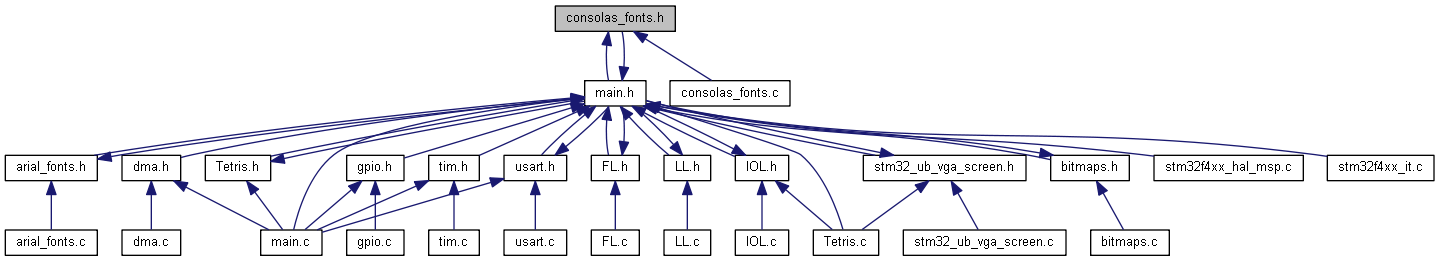 consolas_fonts.h
main.h
consolas_fonts.c
arial_fonts.h
dma.h
Tetris.h
gpio.h
tim.h
usart.h
FL.h
LL.h
IOL.h
stm32_ub_vga_screen.h
bitmaps.h
stm32f4xx_hal_msp.c
stm32f4xx_it.c
arial_fonts.c
dma.c
main.c
gpio.c
tim.c
usart.c
FL.c
LL.c
IOL.c
Tetris.c
stm32_ub_vga_screen.c
bitmaps.c